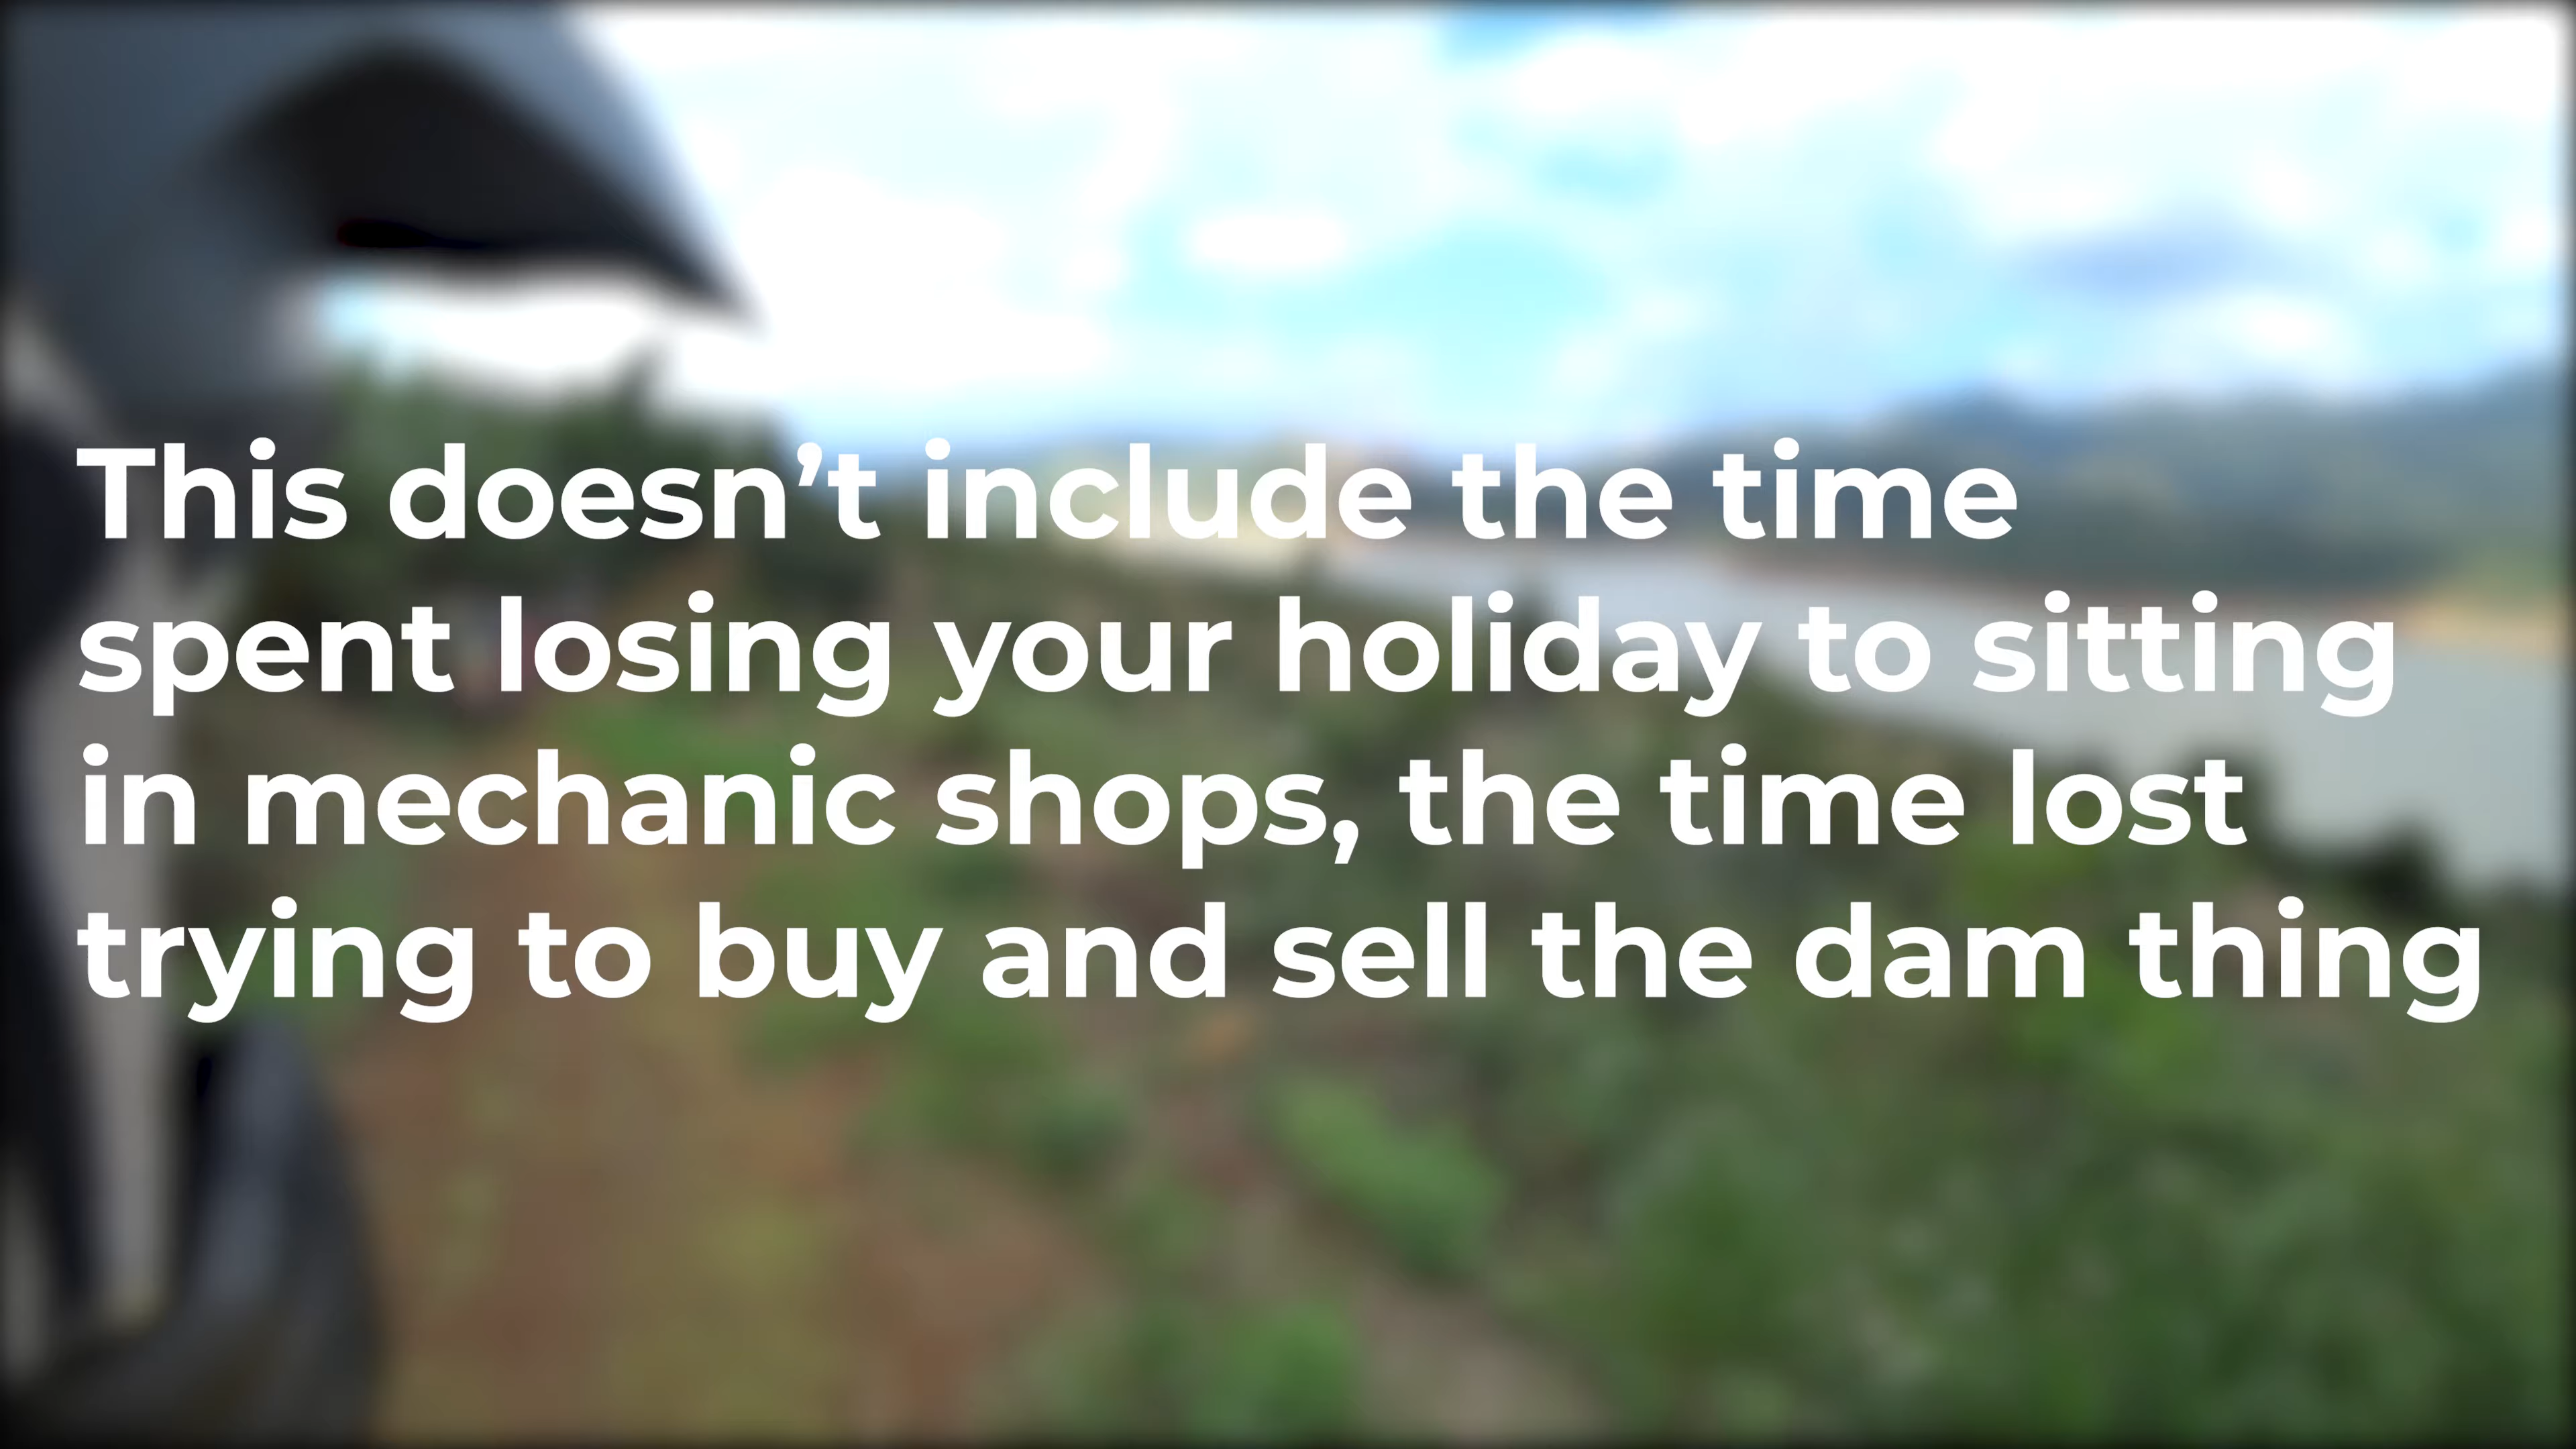 This doesn’t include the time
spent losing your holiday to sitting
in mechanic shops, the time lost
trying to buy and sell the dam thing